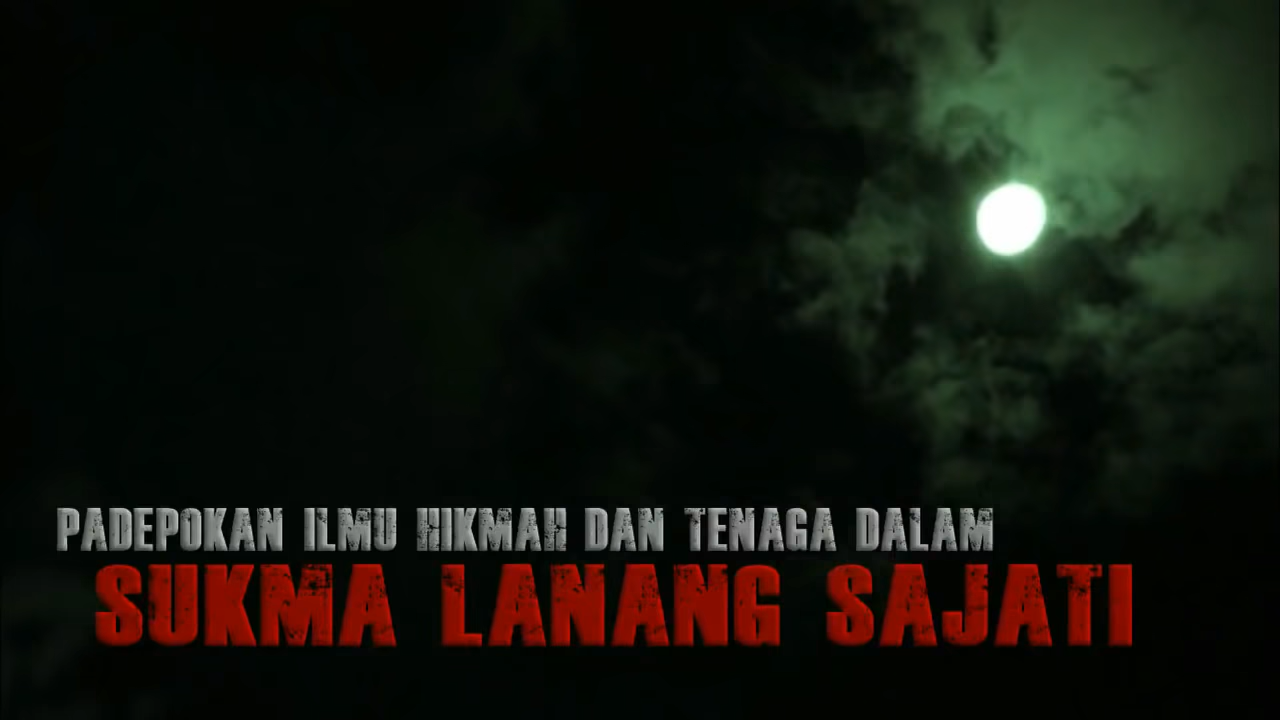 PADEPOKAN ILMU HIKMAH DAN TENAGA DALAM
SUKMA LANANG SAJATI